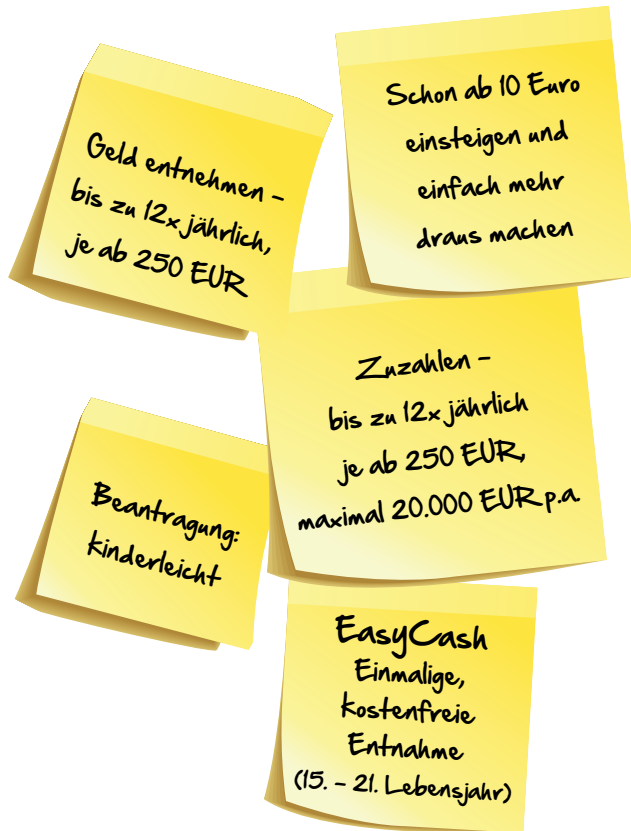 Geld entnehmen –
bis zu 12x jährlich,
je ab 250 EUR
Schon ab 10 Euro
einsteigen und
einfach mehr
draus machen
Zuzahlen –
bis zu 12x jährlich
je ab 250 EUR,
maximal 20.000 EUR p.a.
Beantragung:
kinderleicht
EasyCash
Einmalige,
kostenfreie
Entnahme
(15. – 21. Lebensjahr)